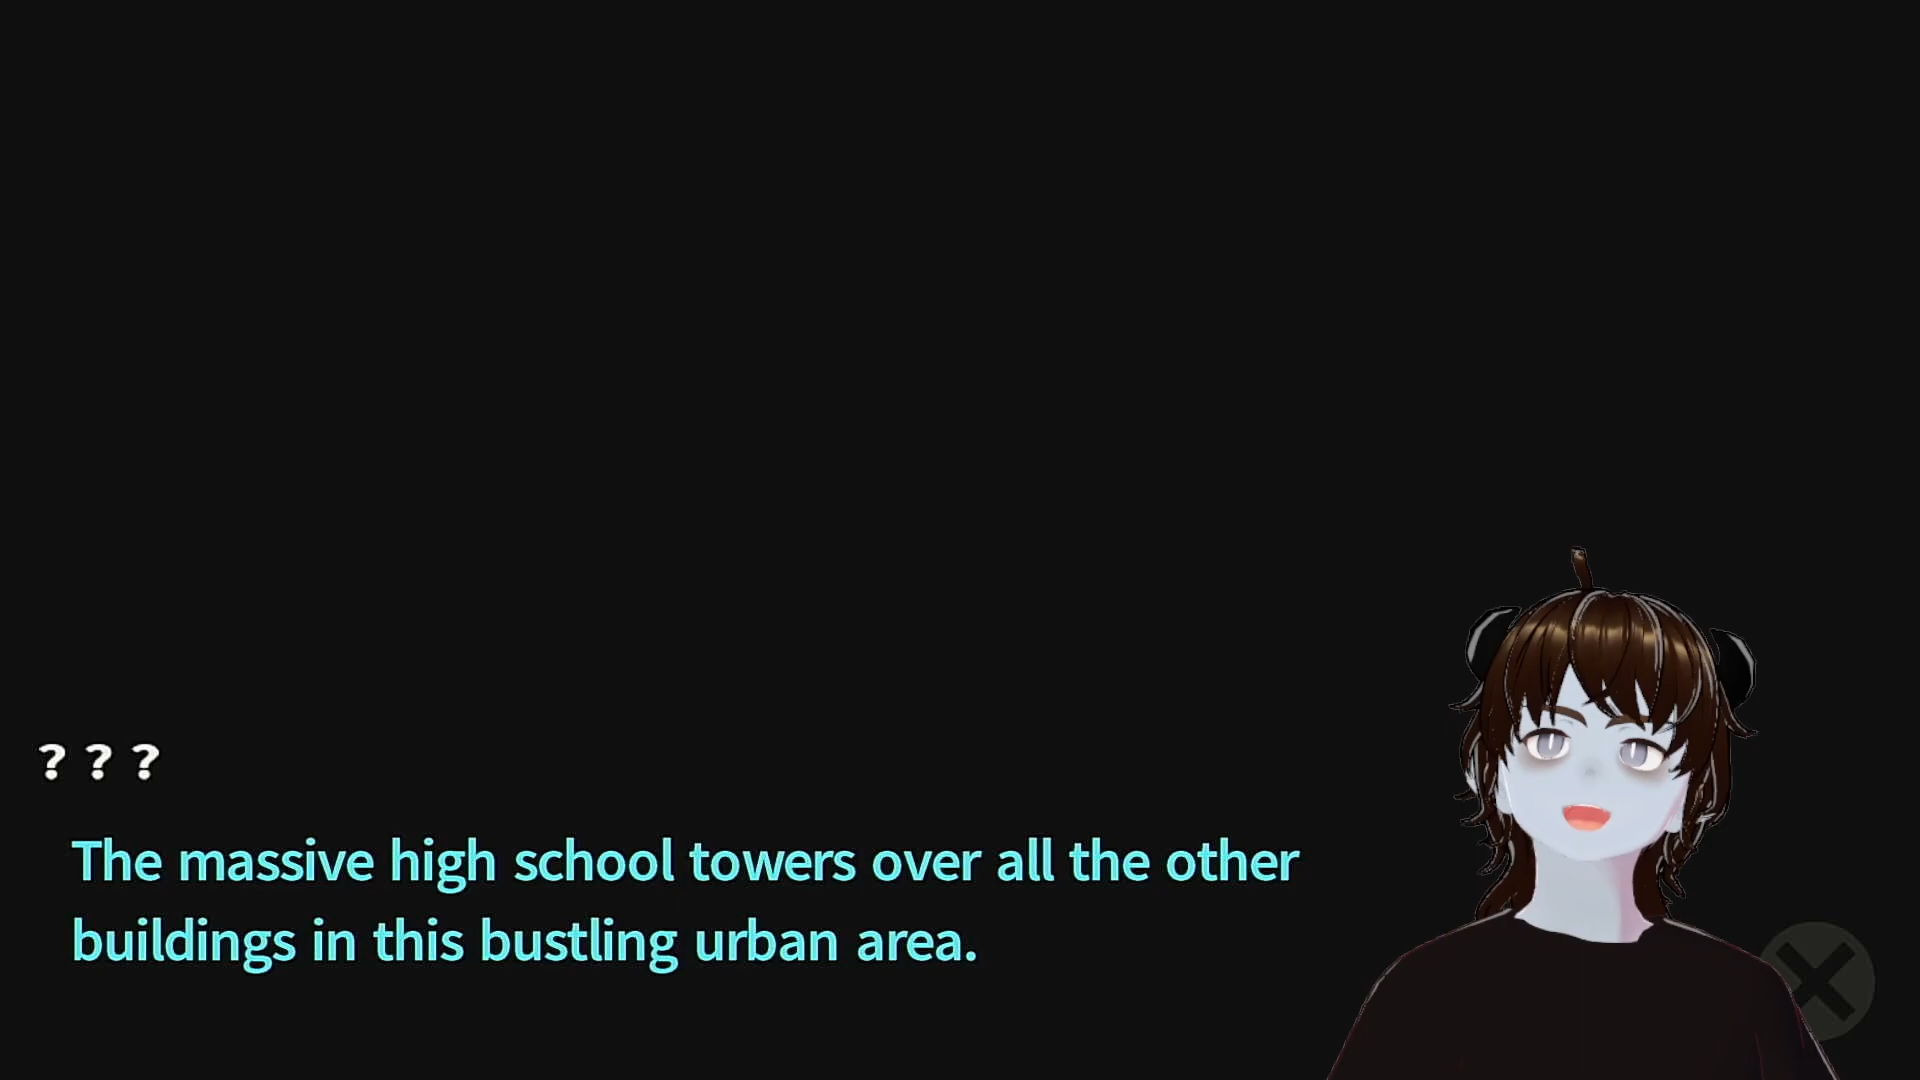 ? ? ?
The massive high school towers over all the other
buildings in this bustling urban area.